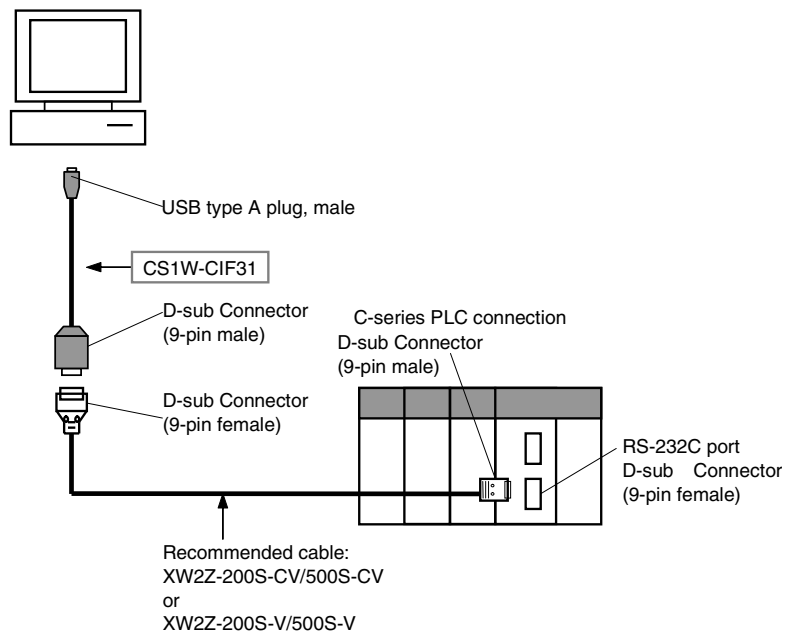 USB type A plug, male
CS1W-CIF31
D-sub Connector
(9-pin male)
C-series PLC connection
D-sub Connector
(9-pin male)
D-sub Connector
(9-pin female)
RS-232C port
D-sub Connector
(9-pin female)
Recommended cable:
XW2Z-200S-CV/500S-CV
or
XW2Z-200S-V/500S-V